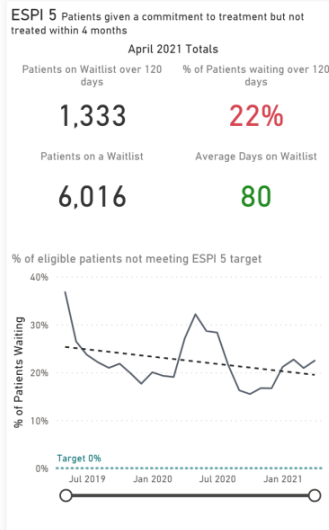 ESPI 5 Patients given a commitment to treatment but not
treated within 4 months
April 2021 Totals
Patients on Waitlist over 120
days
% of Patients waiting over 120
days
1,333
22%
Patients on a Waitlist
Average Days on Waitlist
6,016
80
% of eligible patients not meeting ESPI 5 target
% of Patients Waiting
40%
30%
20%
10%
Target 0%
0%
Jul 2019 Jan 2020 Jul 2020 Jan 2021